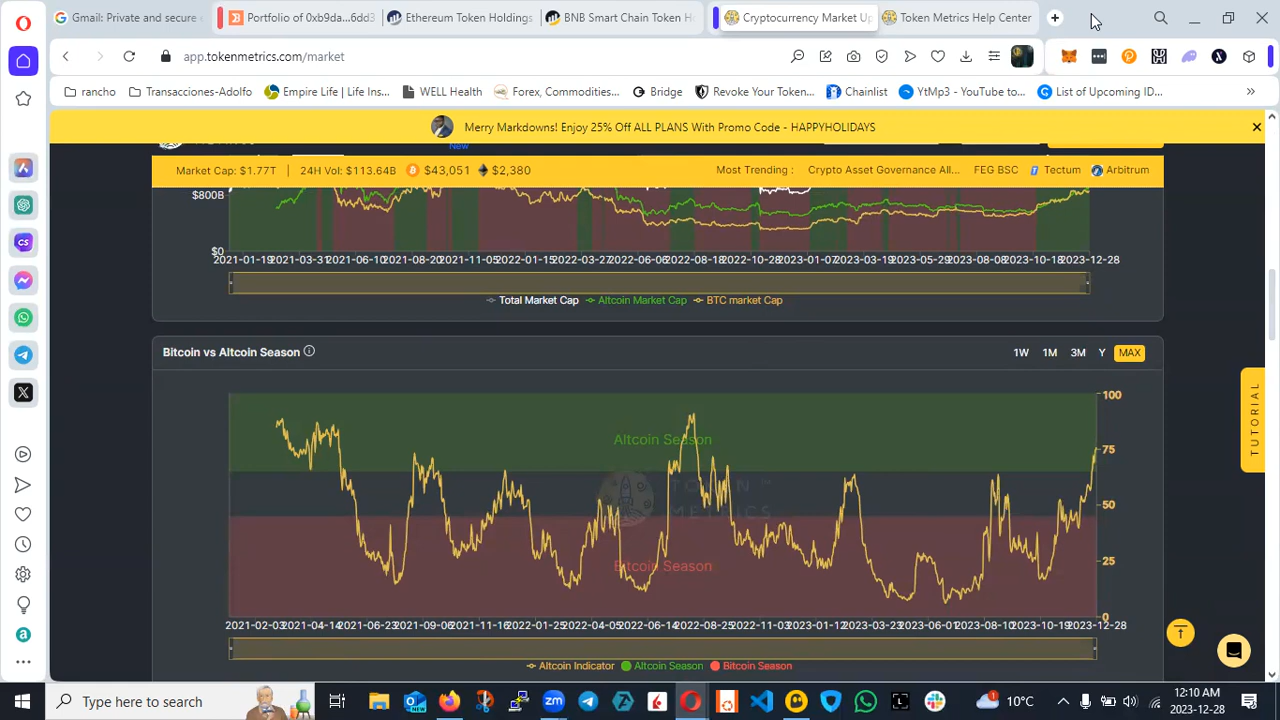 Gmail: Private and secure
Portfolio of 0xb9da...6dd3
Ethereum Token Holdings
BNB Smart Chain Token H
Cryptocurrency Market Up
Token Metrics Help Center
app.tokenmetrics.com/market
rancho
Transacciones-Adolfo
Empire Life | Life Ins...
WELL Health
Forex, Commodities...
Bridge
Revoke Your Token...
Chainlist
YtMp3 - YouTube to...
List of Upcoming ID...
Merry Markdowns! Enjoy 25% Off ALL PLANS With Promo Code - HAPPYHOLIDAYS
New
Market Cap: $1.77T
24H Vol: $113.64B
$43,051
$2,380
Most Trending :
Crypto Asset Governance All...
FEG BSC
Tectum
Arbitrum
$800B
$0
2021-01-19 2021-03-31 2021-06-10 2021-08-20 2021-11-05 2022-01-15 2022-03-27 2022-06-06 2022-08-18 2022-10-28 2023-01-07 2023-03-19 2023-05-29 2023-08-08 2023-10-18 2023-12-28
Total Market Cap
Altcoin Market Cap
BTC market Cap
Bitcoin vs Altcoin Season
1W
1M
3M
Y
MAX
TUTORIAL
100
Altcoin Season
75
TOKEN ™
METRICS
50
Bitcoin Season
25
0
2021-02-03 2021-04-14 2021-06-23 2021-09-06 2021-11-16 2022-01-25 2022-04-05 2022-06-14 2022-08-25 2022-11-03 2023-01-12 2023-03-23 2023-06-01 2023-08-10 2023-10-19 2023-12-28
Altcoin Indicator
Altcoin Season
Bitcoin Season
Type here to search
1
10°C
12:10 AM
2023-12-28